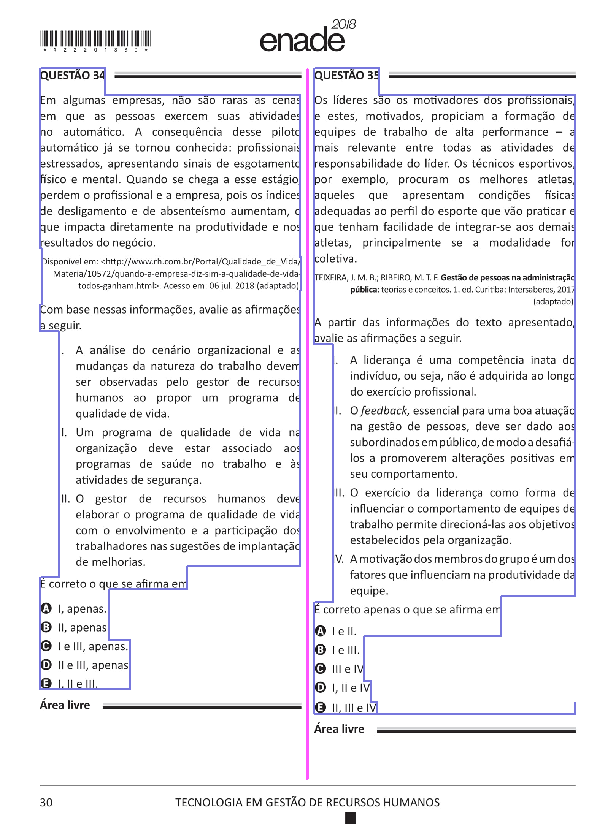 *R2220183 0*
enade 2018
QUESTÃO 34
Em algumas empresas, não são raras as cenas
em que as pessoas exercem suas atividades
no automático. A consequência desse piloto
automático já se tornou conhecida: profissionais
estressados, apresentando sinais de esgotamento
físico e mental. Quando se chega a esse estágio,
perdem o profissional e a empresa, pois os índices
de desligamento e de absenteísmo aumentam, o
que impacta diretamente na produtividade e nos
resultados do negócio.
Disponível em: <http://www.rh.com.br/Portal/Qualidade_de_Vida/
Materia/10572/quando-a-empresa-diz-sim-a-qualidade-de-vida-
todos-ganham.html>. Acesso em: 06 jul. 2018 (adaptado).
Com base nessas informações, avalie as afirmações
a seguir.
I. A análise do cenário organizacional e as
mudanças da natureza do trabalho devem
ser observadas pelo gestor de recursos
humanos ao propor um programa de
qualidade de vida.
II. Um programa de qualidade de vida na
organização deve estar associado aos
programas de saúde no trabalho e às
atividades de segurança.
III. O gestor de recursos humanos deve
elaborar o programa de qualidade de vida
com o envolvimento e a participação dos
trabalhadores nas sugestões de implantação
de melhorias.
É correto o que se afirma em
A I, apenas.
B II, apenas.
C I e III, apenas.
D II e III, apenas.
E I, II e III.
Área livre
QUESTÃO 35
Os líderes são os motivadores dos profissionais,
e estes, motivados, propiciam a formação de
equipes de trabalho de alta performance – a
mais relevante entre todas as atividades de
responsabilidade do líder. Os técnicos esportivos,
por exemplo, procuram os melhores atletas,
aqueles que apresentam condições físicas
adequadas ao perfil do esporte que vão praticar e
que tenham facilidade de integrar-se aos demais
atletas, principalmente se a modalidade for
coletiva.
TEIXEIRA, J. M. B.; RIBEIRO, M. T. F. Gestão de pessoas na administração
pública: teorias e conceitos. 1. ed. Curitiba: Intersaberes, 2017
(adaptado).
A partir das informações do texto apresentado,
avalie as afirmações a seguir.
I. A liderança é uma competência inata do
indivíduo, ou seja, não é adquirida ao longo
do exercício profissional.
II. O feedback, essencial para uma boa atuação
na gestão de pessoas, deve ser dado aos
subordinados em público, de modo a desafiá-
los a promoverem alterações positivas em
seu comportamento.
III. O exercício da liderança como forma de
influenciar o comportamento de equipes de
trabalho permite direcioná-las aos objetivos
estabelecidos pela organização.
IV. A motivação dos membros do grupo é um dos
fatores que influenciam na produtividade da
equipe.
É correto apenas o que se afirma em
A I e II.
B I e III.
C III e IV.
D I, II e IV.
E II, III e IV.
Área livre
30
TECNOLOGIA EM GESTÃO DE RECURSOS HUMANOS